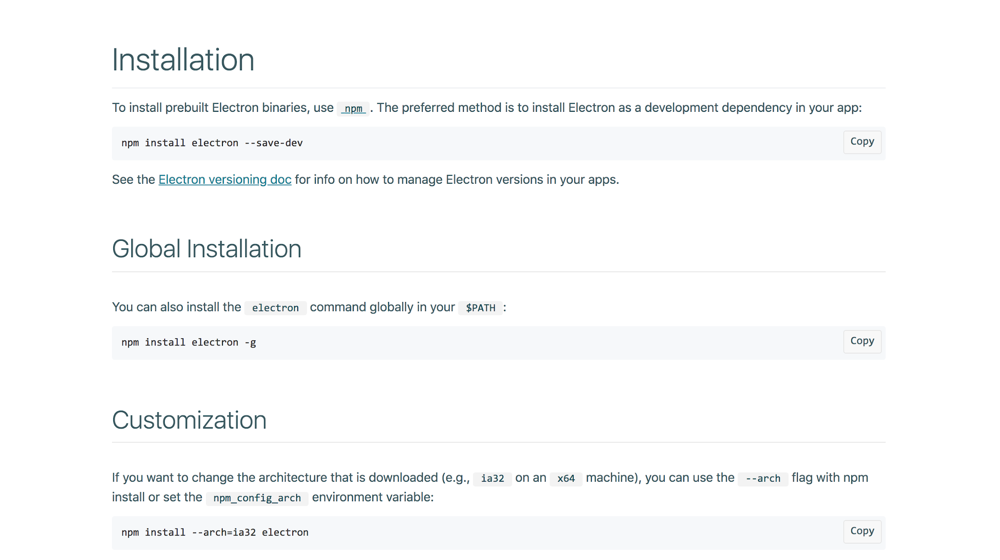 Installation
To install prebuilt Electron binaries, use npm . The preferred method is to install Electron as a development dependency in your app:
npm install electron --save-dev
Copy
See the Electron versioning doc for info on how to manage Electron versions in your apps.
Global Installation
You can also install the electron command globally in your $PATH :
npm install electron -g
Copy
Customization
If you want to change the architecture that is downloaded (e.g., ia32 on an x64 machine), you can use the --arch flag with npm
install or set the npm_config_arch environment variable:
npm install --arch=ia32 electron
Copy